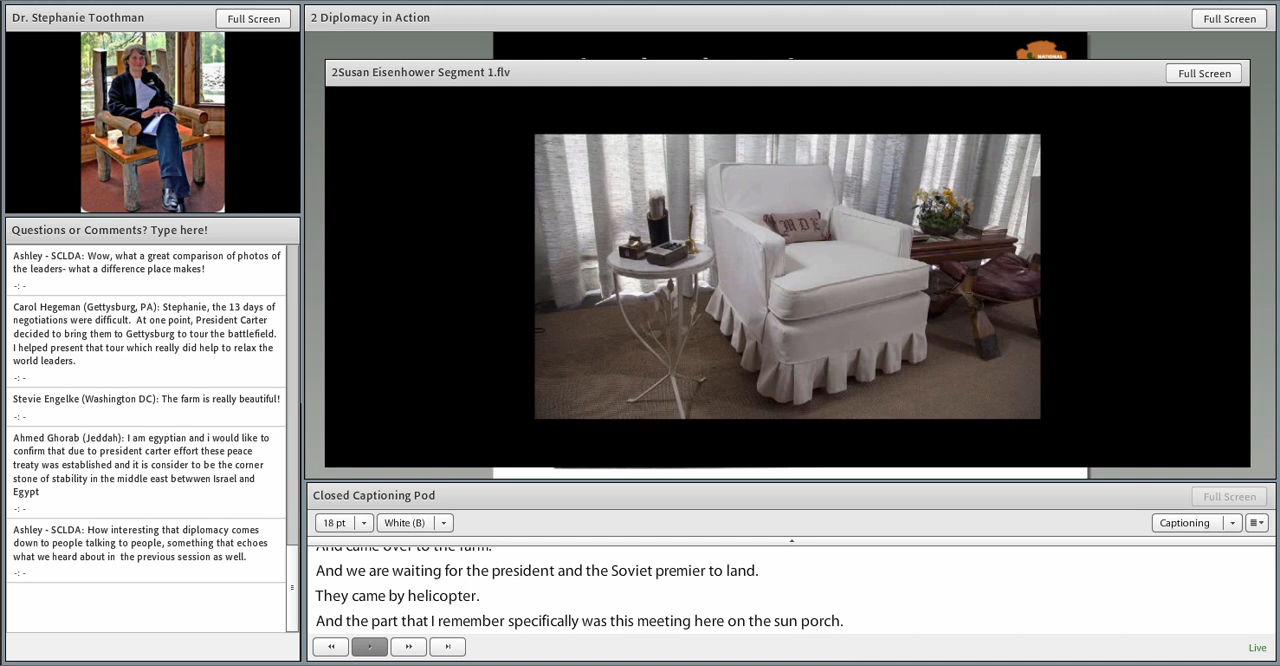 Dr. Stephanie Toothman
Full Screen
2 Diplomacy in Action
Full Screen
NATIONAL
2Susan Eisenhower Segment 1.flv
Full Screen
MDE
Questions or Comments? Type here!
Ashley - SCLDA: Wow, what a great comparison of photos of
the leaders- what a difference place makes!
-: -
Carol Hegeman (Gettysburg, PA): Stephanie, the 13 days of
negotiations were difficult.  At one point, President Carter
decided to bring them to Gettysburg to tour the battlefield.
I helped present that tour which really did help to relax the
world leaders.
-: -
Stevie Engelke (Washington DC): The farm is really beautiful!
-: -
Ahmed Ghorab (Jeddah): I am egyptian and i would like to
confirm that due to president carter effort these peace
treaty was established and it is consider to be the corner
stone of stability in the middle east betwwen Israel and
Egypt
-: -
Ashley - SCLDA: How interesting that diplomacy comes
down to people talking to people, something that echoes
what we heard about in  the previous session as well.
-: -
Closed Captioning Pod
Full Screen
18 pt
White (B)
Captioning
And came over to the farm.
And we are waiting for the president and the Soviet premier to land.
They came by helicopter.
And the part that I remember specifically was this meeting here on the sun porch.
Live